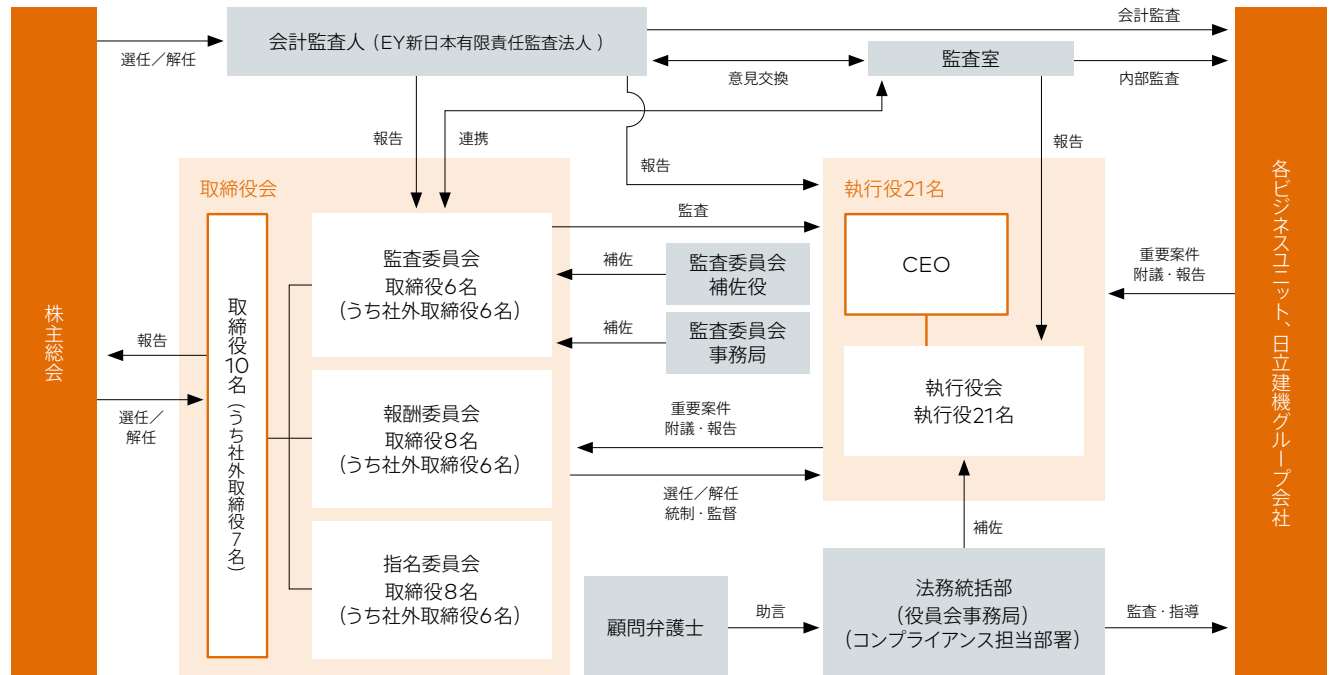 株主総会
選任／解任
会計監査人（EY新日本有限責任監査法人）
会計監査
意見交換
監査室
内部監査
報告
連携
報告
報告
取締役会
取締役10名（うち社外取締役7名）
監査委員会
取締役6名
（うち社外取締役6名）
報酬委員会
取締役8名
（うち社外取締役6名）
指名委員会
取締役8名
（うち社外取締役6名）
報告
選任／
解任
監査
補佐
監査委員会
補佐役
補佐
監査委員会
事務局
重要案件
附議・報告
選任／解任
統制・監督
執行役21名
CEO
執行役会
執行役21名
重要案件
附議・報告
補佐
顧問弁護士
助言
法務統括部
（役員会事務局）
（コンプライアンス担当部署）
監査・指導
各ビジネスユニット、日立建機グループ会社